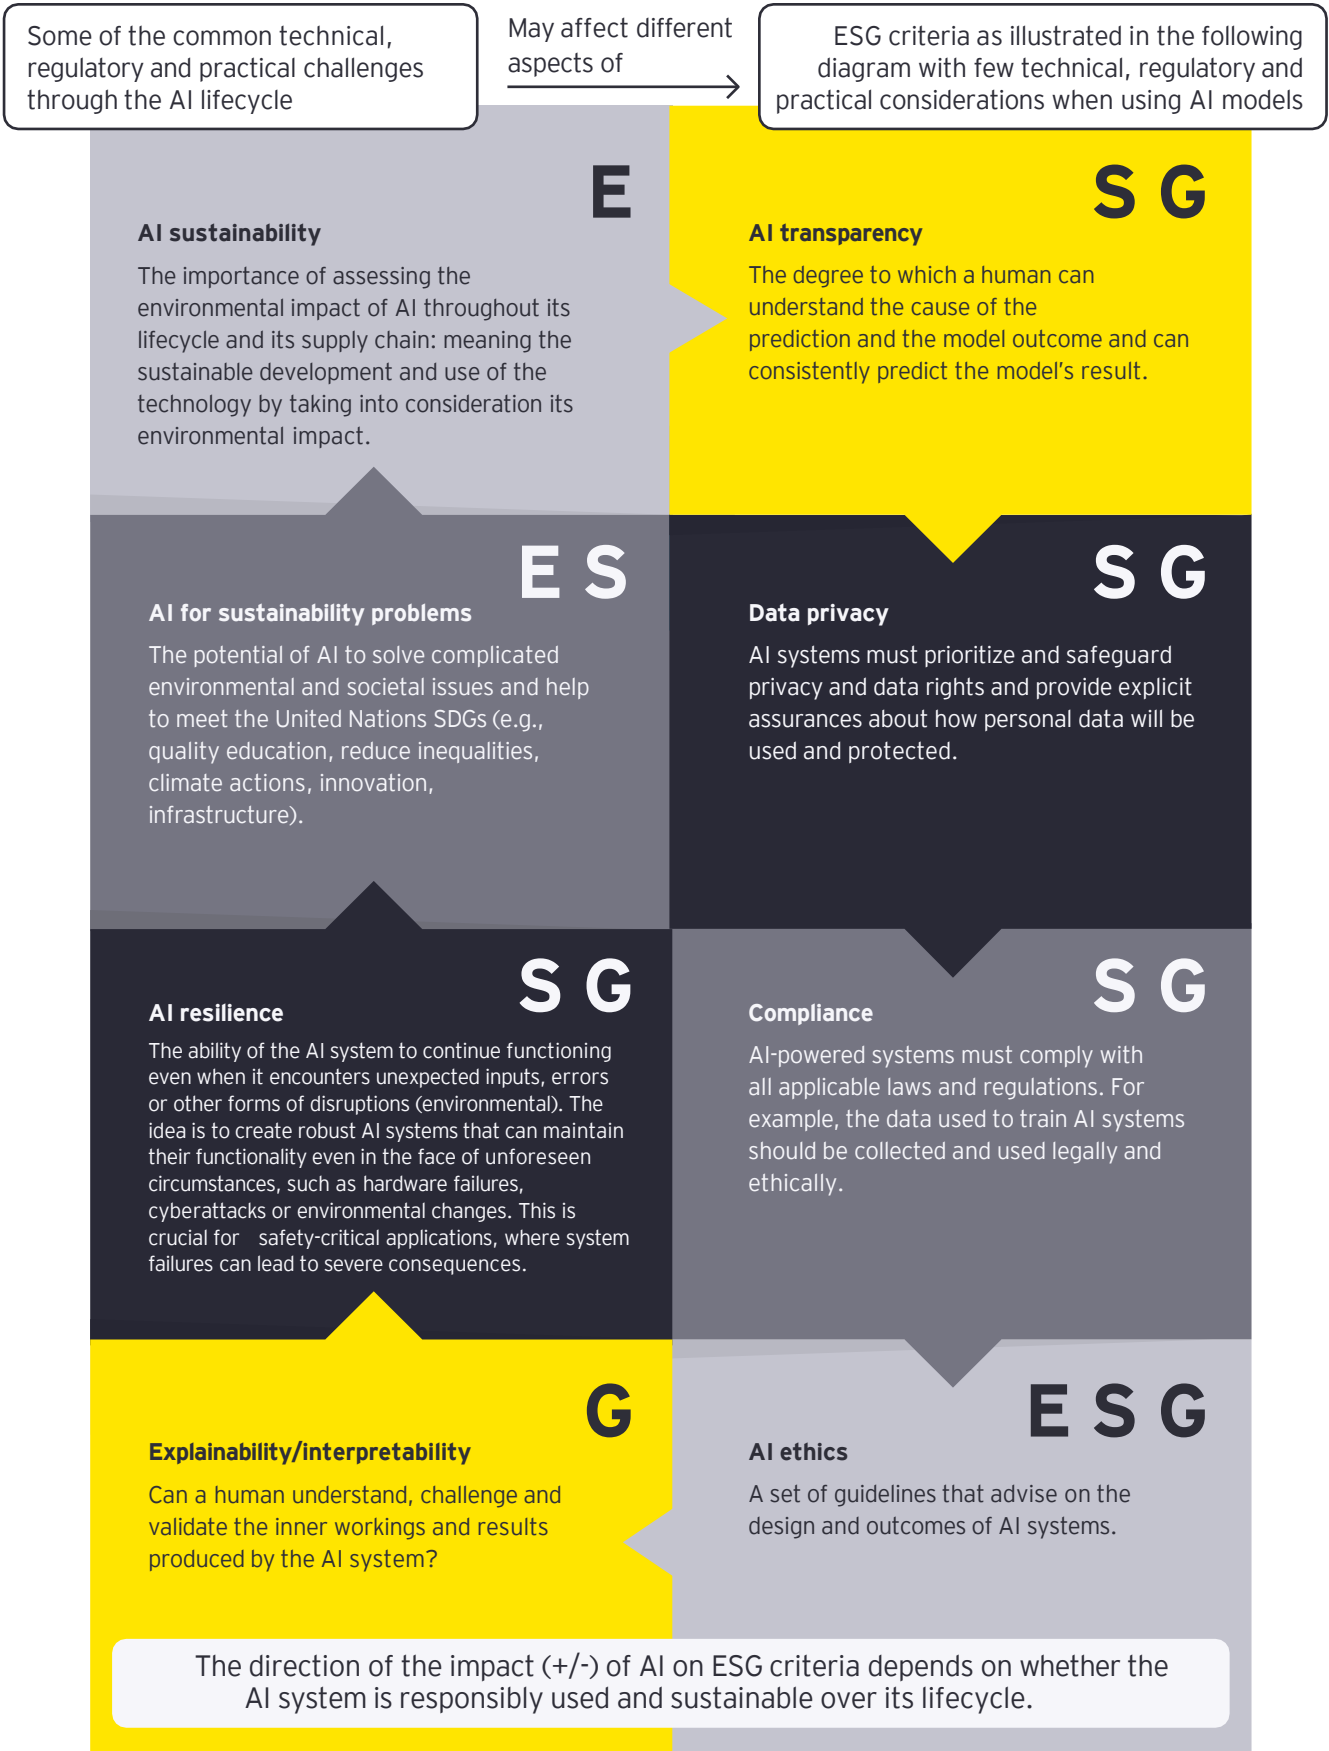 Some of the common technical,
regulatory and practical challenges
through the AI lifecycle
May affect different
aspects of
ESG criteria as illustrated in the following
diagram with few technical, regulatory and
practical considerations when using AI models
E
AI sustainability
The importance of assessing the
environmental impact of AI throughout its
lifecycle and its supply chain: meaning the
sustainable development and use of the
technology by taking into consideration its
environmental impact.
S G
AI transparency
The degree to which a human can
understand the cause of the
prediction and the model outcome and can
consistently predict the model's result.
E S
AI for sustainability problems
The potential of AI to solve complicated
environmental and societal issues and help
to meet the United Nations SDGs (e.g.,
quality education, reduce inequalities,
climate actions, innovation,
infrastructure).
S G
Data privacy
AI systems must prioritize and safeguard
privacy and data rights and provide explicit
assurances about how personal data will be
used and protected.
S G
AI resilience
The ability of the AI system to continue functioning
even when it encounters unexpected inputs, errors
or other forms of disruptions (environmental). The
idea is to create robust AI systems that can maintain
their functionality even in the face of unforeseen
circumstances, such as hardware failures,
cyberattacks or environmental changes. This is
crucial for safety-critical applications, where system
failures can lead to severe consequences.
S G
Compliance
AI-powered systems must comply with
all applicable laws and regulations. For
example, the data used to train AI systems
should be collected and used legally and
ethically.
G
Explainability/interpretability
Can a human understand, challenge and
validate the inner workings and results
produced by the AI system?
E S G
AI ethics
A set of guidelines that advise on the
design and outcomes of AI systems.
The direction of the impact (+/-) of AI on ESG criteria depends on whether the
AI system is responsibly used and sustainable over its lifecycle.